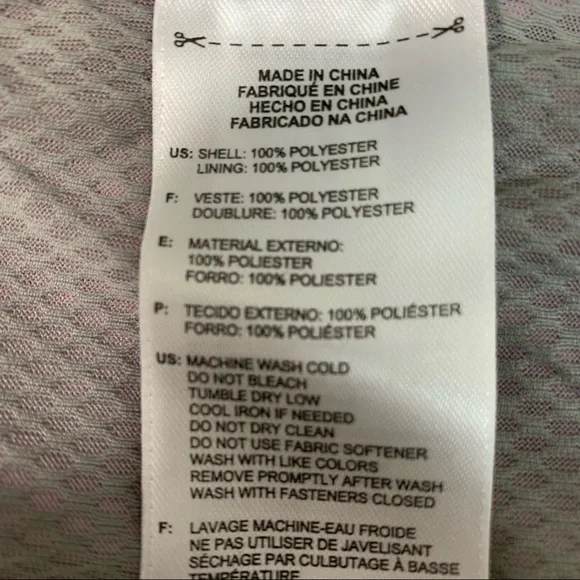 MADE IN CHINA
FABRIQUÉ EN CHINE
HECHO EN CHINA
FABRICADO NA CHINA
US: SHELL: 100% POLYESTER
LINING: 100% POLYESTER
F: VESTE: 100% POLYESTER
DOUBLURE: 100% POLYESTER
E: MATERIAL EXTERNO:
100% POLIESTER
FORRO: 100% POLIESTER
P: TECIDO EXTERNO: 100% POLIÉSTER
FORRO: 100% POLIÉSTER
US: MACHINE WASH COLD
DO NOT BLEACH
TUMBLE DRY LOW
COOL IRON IF NEEDED
DO NOT DRY CLEAN
DO NOT USE FABRIC SOFTENER
WASH WITH LIKE COLORS
REMOVE PROMPTLY AFTER WASH
WASH WITH FASTENERS CLOSED
F: LAVAGE MACHINE-EAU FROIDE
NE PAS UTILISER DE JAVELISANT
SÉCHAGE PAR CULBUTAGE À BASSE
TEMPÉRATURE